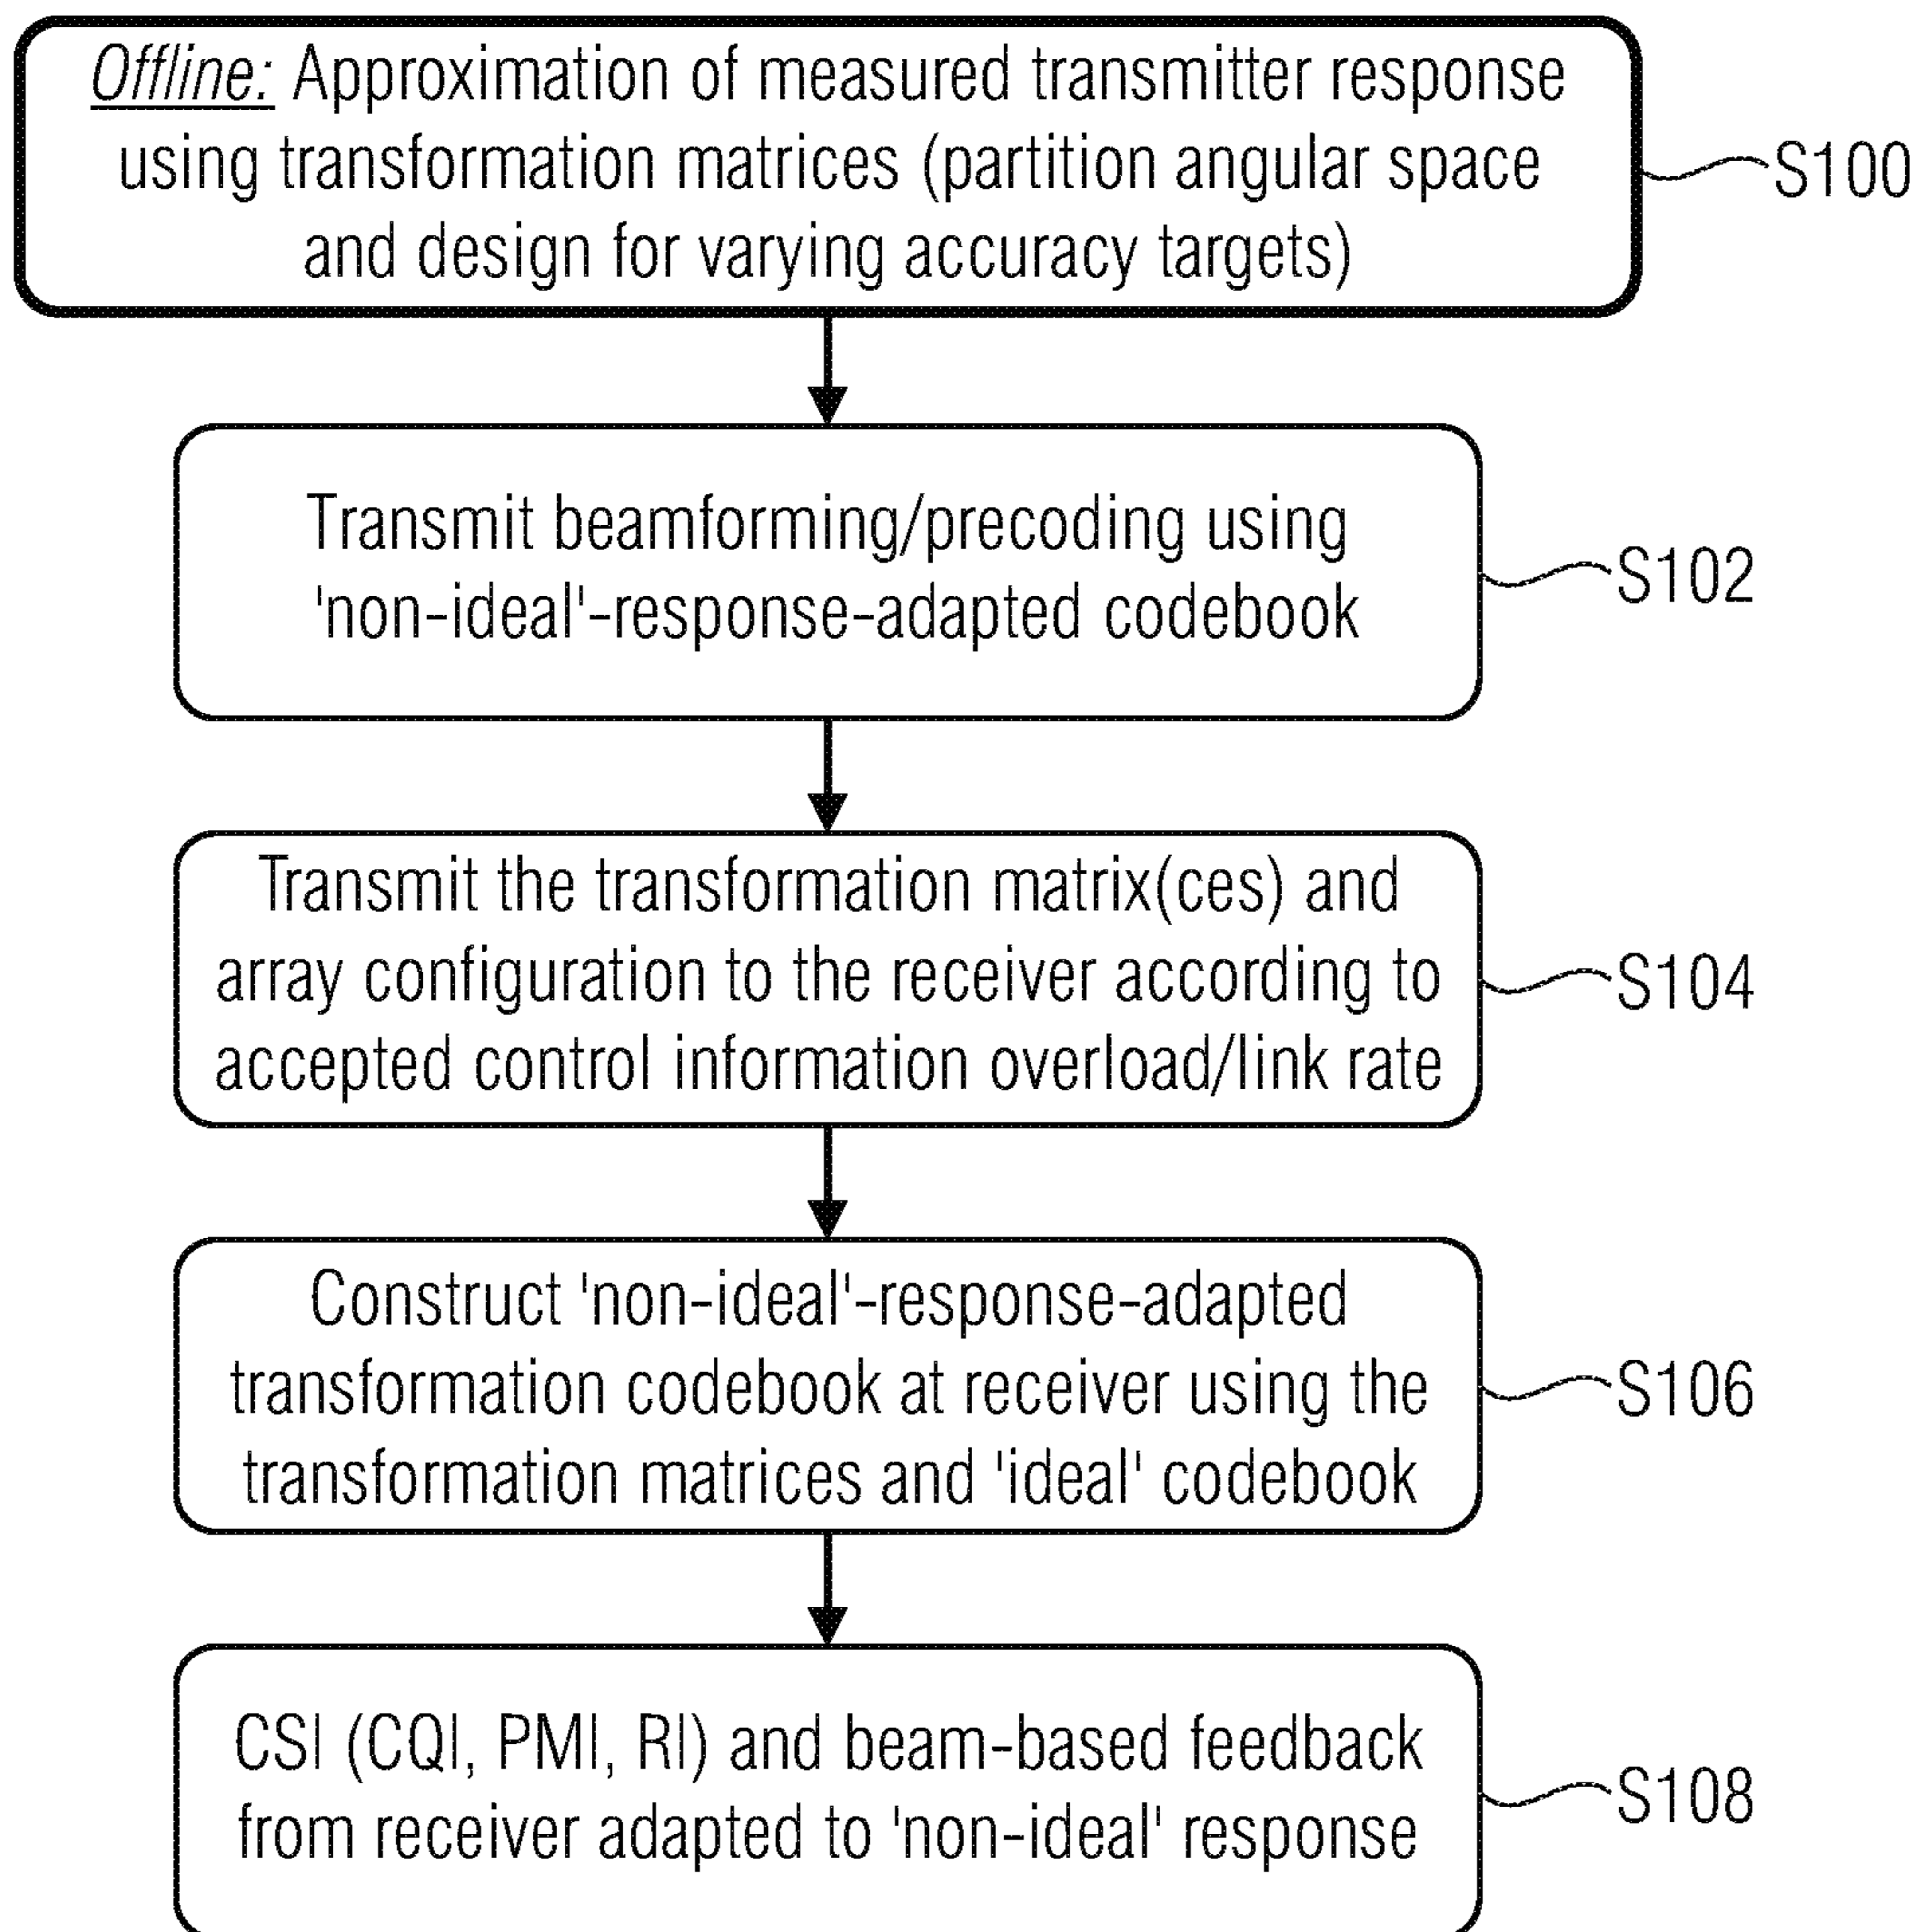 Offline: Approximation of measured transmitter response
using transformation matrices (partition angular space
and design for varying accuracy targets)
S100
Transmit beamforming/precoding using
'non-ideal'-response-adapted codebook
S102
Transmit the transformation matrix(ces) and
array configuration to the receiver according to
accepted control information overload/link rate
S104
Construct 'non-ideal'-response-adapted
transformation codebook at receiver using the
transformation matrices and 'ideal' codebook
S106
CSI (CQI, PMI, RI) and beam-based feedback
from receiver adapted to 'non-ideal' response
S108